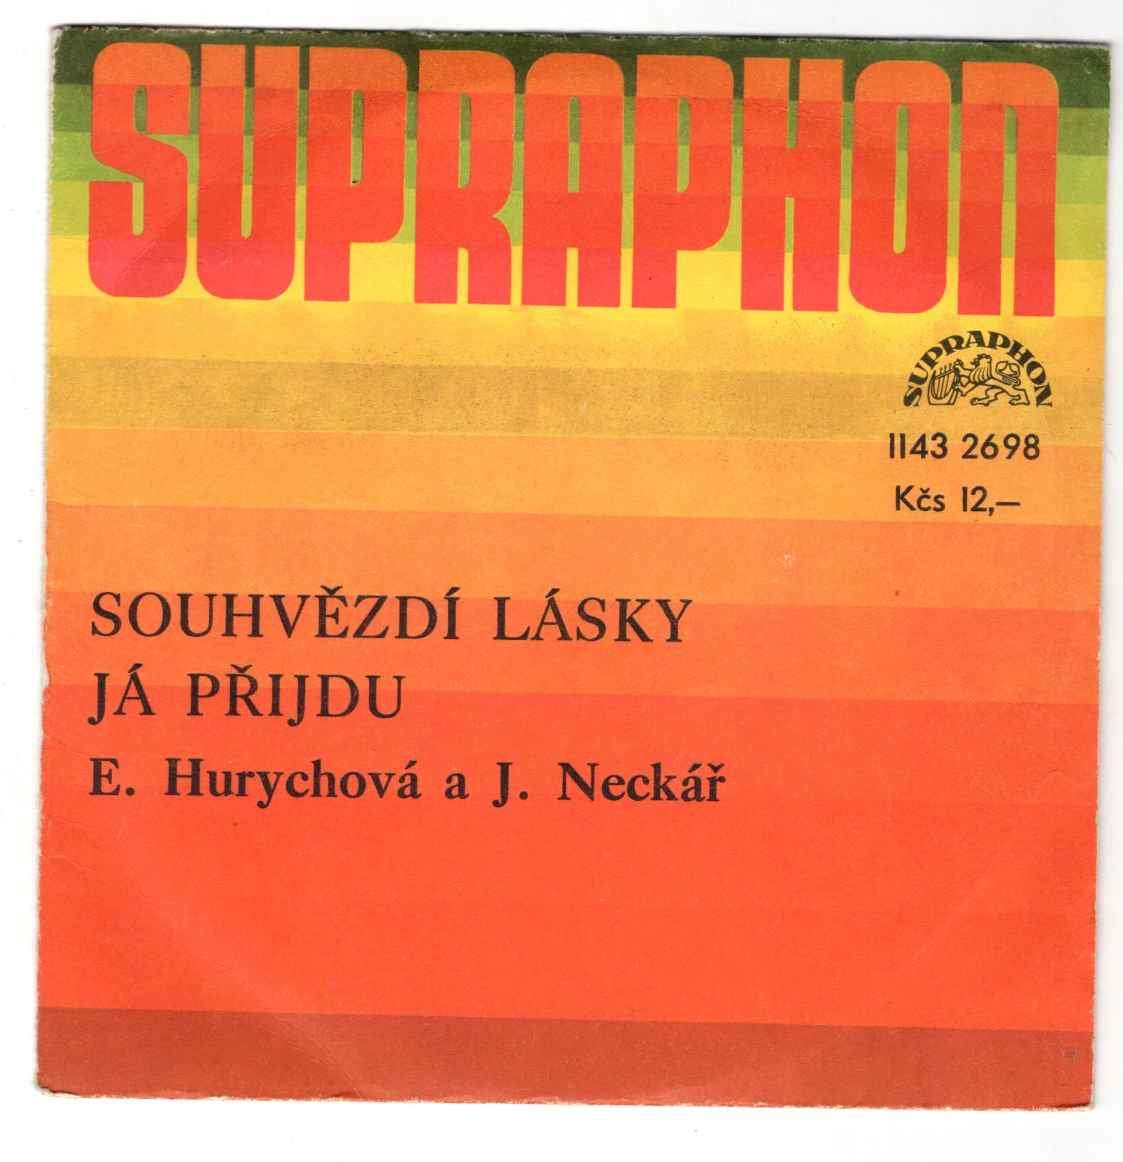 SUPRAPHON
SUPRAPHON
1143 2698
Kčs 12,—
SOUHVĚZDÍ LÁSKY
JÁ PŘIJDU
E. Hurychová a J. Neckář